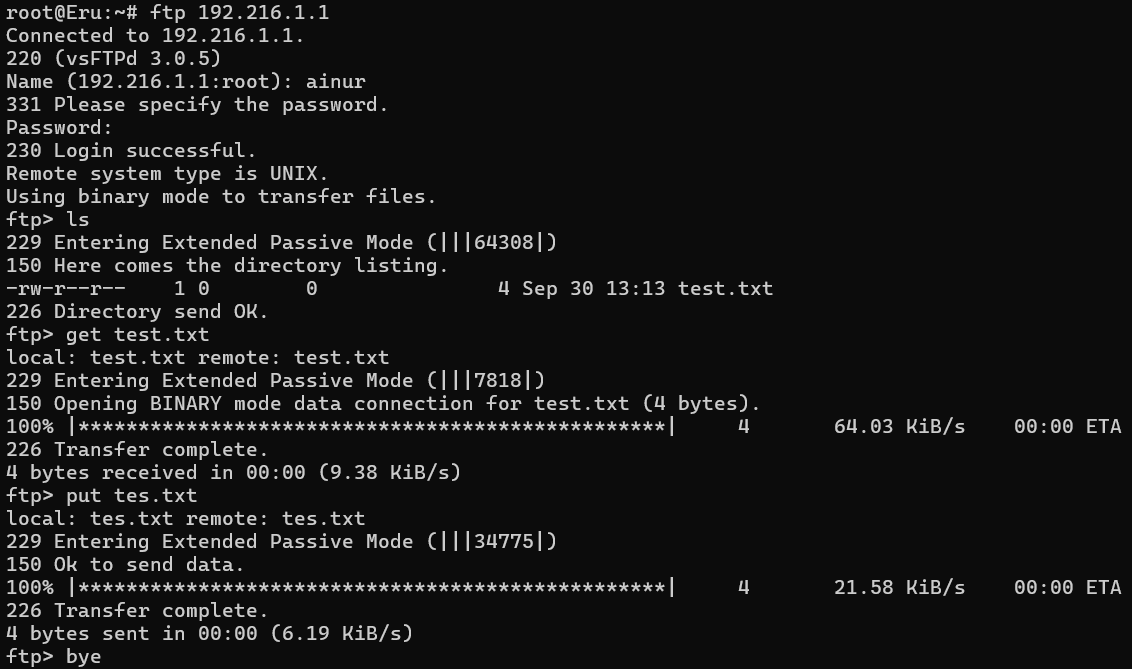 root@Eru:~# ftp 192.216.1.1
Connected to 192.216.1.1.
220 (vsFTPd 3.0.5)
Name (192.216.1.1:root): ainur
331 Please specify the password.
Password:
230 Login successful.
Remote system type is UNIX.
Using binary mode to transfer files.
ftp> ls
229 Entering Extended Passive Mode (|||64308|)
150 Here comes the directory listing.
-rw-r--r--    1 0        0               4 Sep 30 13:13 test.txt
226 Directory send OK.
ftp> get test.txt
local: test.txt remote: test.txt
229 Entering Extended Passive Mode (|||7818|)
150 Opening BINARY mode data connection for test.txt (4 bytes).
100% |*************************************************|     4       64.03 KiB/s    00:00 ETA
226 Transfer complete.
4 bytes received in 00:00 (9.38 KiB/s)
ftp> put tes.txt
local: tes.txt remote: tes.txt
229 Entering Extended Passive Mode (|||34775|)
150 Ok to send data.
100% |*************************************************|     4       21.58 KiB/s    00:00 ETA
226 Transfer complete.
4 bytes sent in 00:00 (6.19 KiB/s)
ftp> bye